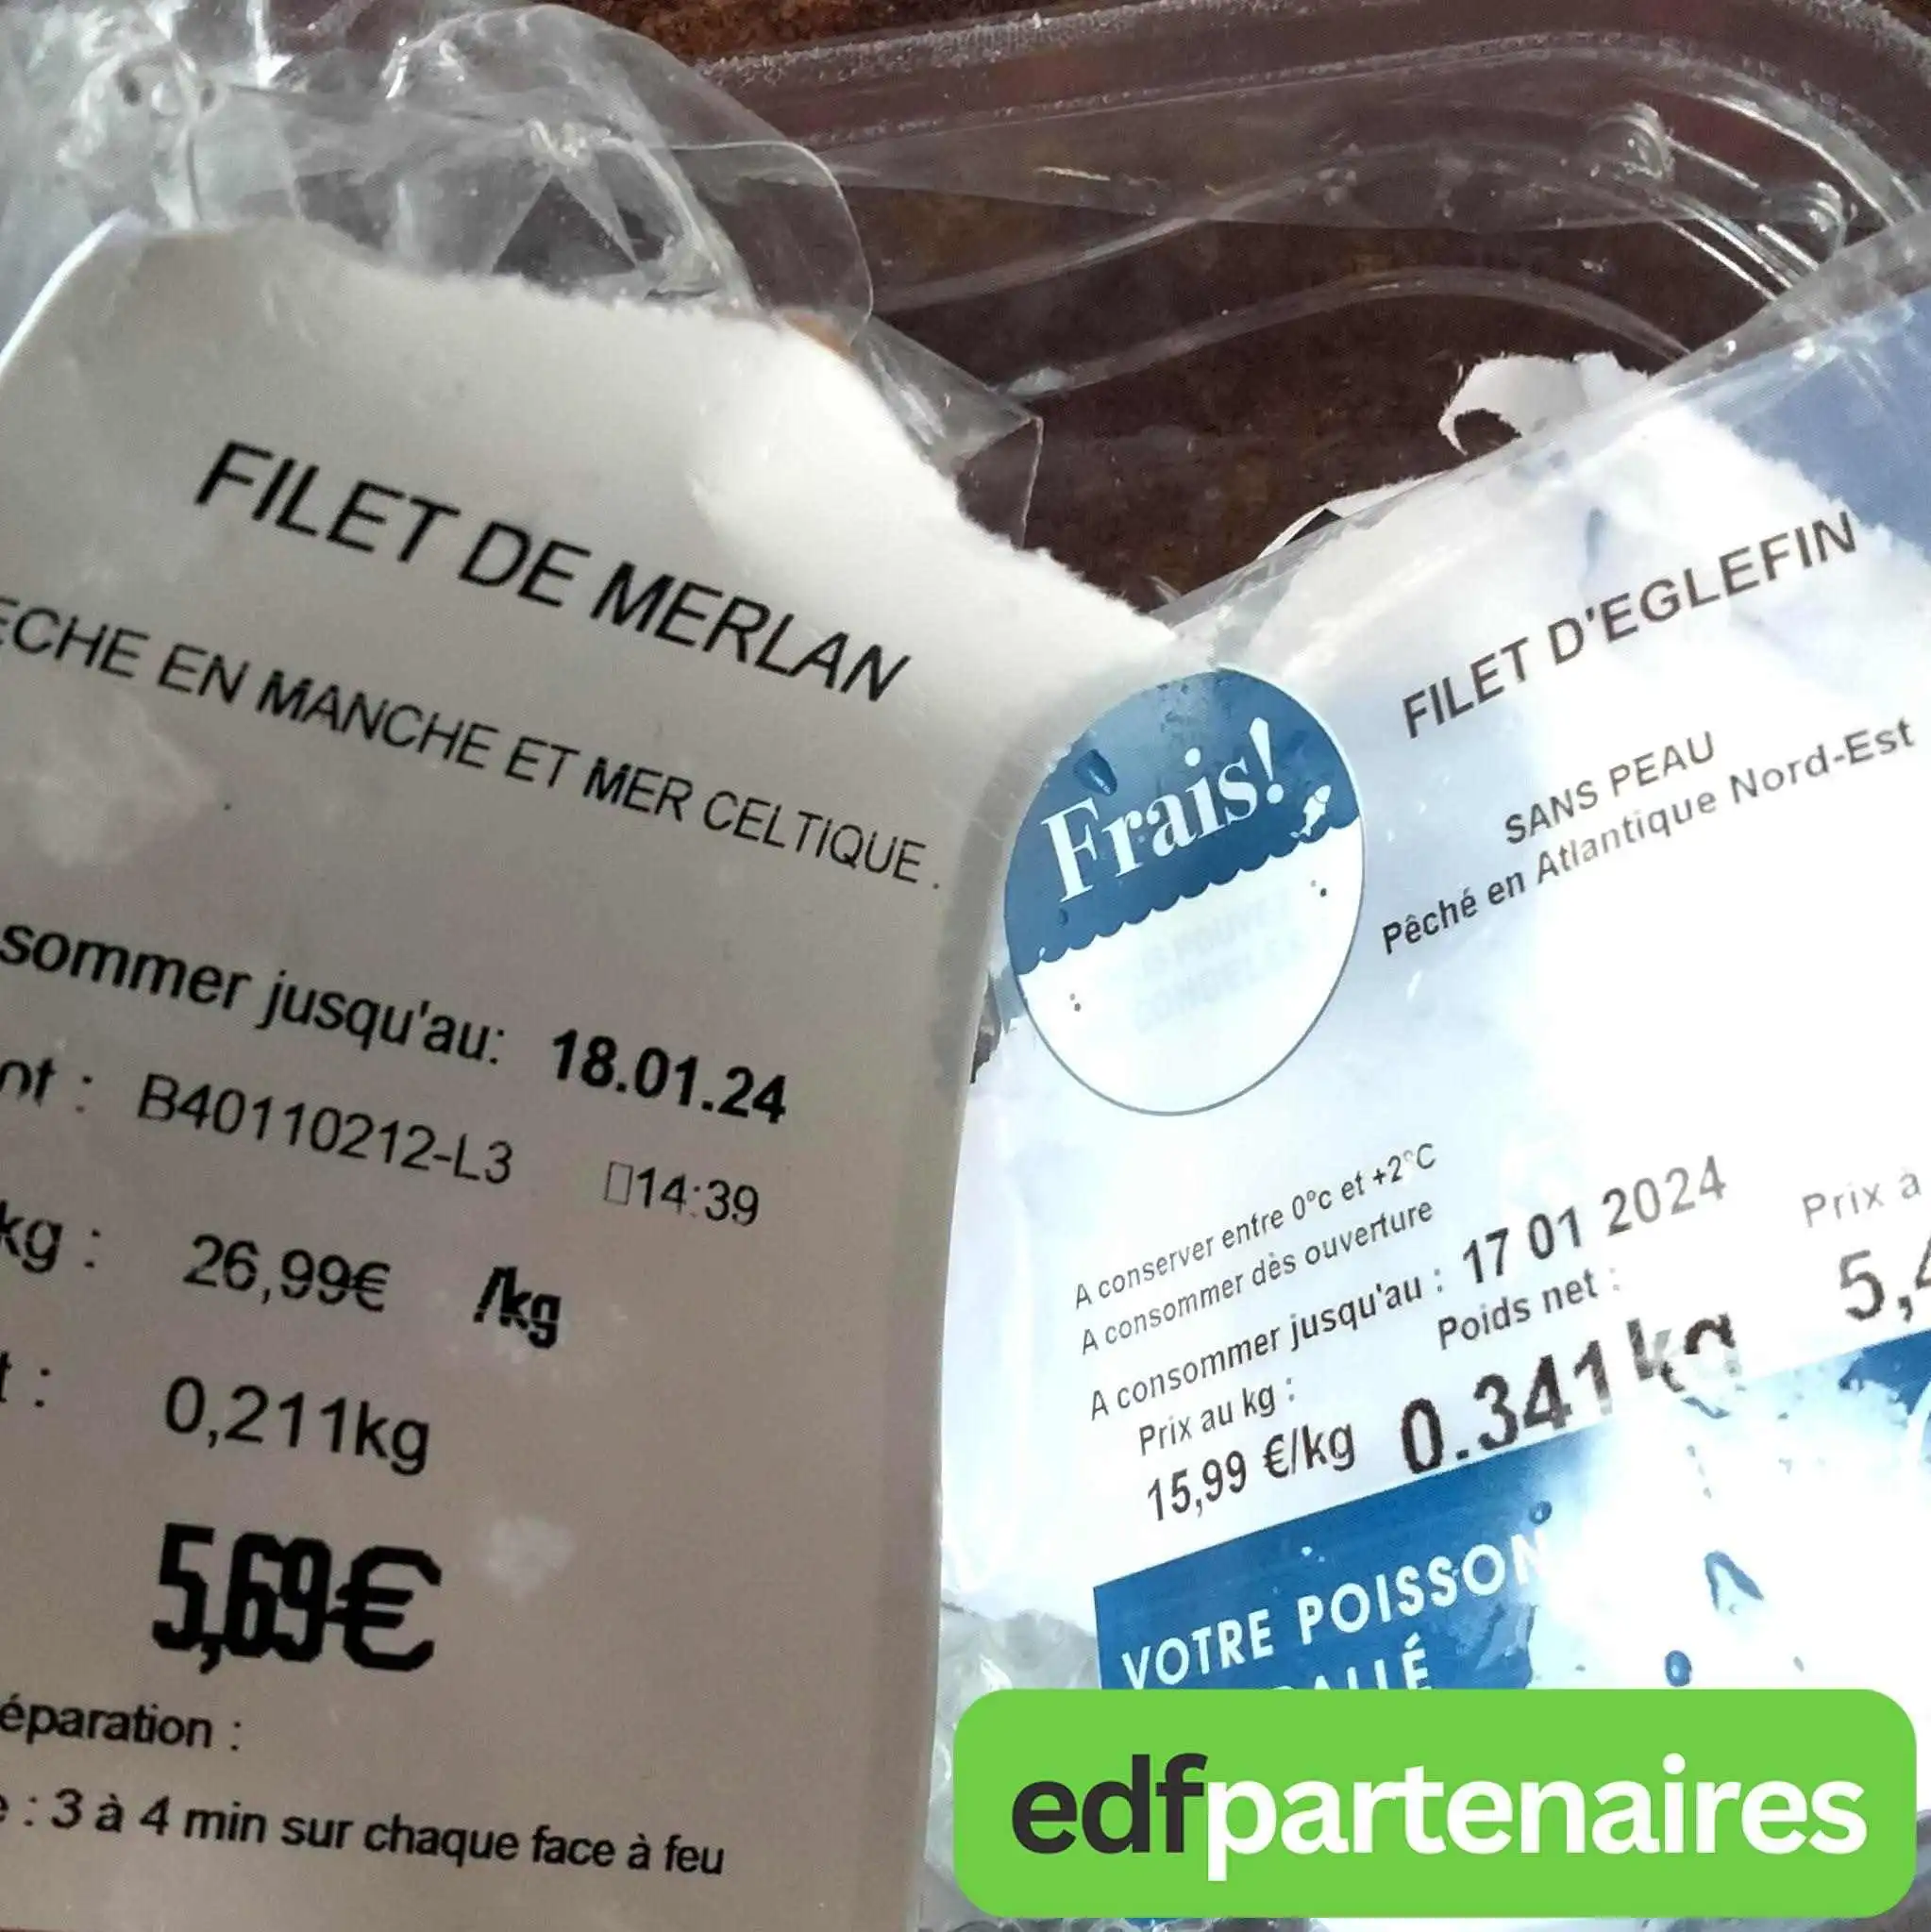 FILET DE MERLAN
ECHE EN MANCHE ET MER CELTIQUE.
sommer jusqu'au: 18.01.24
ot : B40110212-L3 14:39
kg : 26,99€ /kg
t : 0,211kg
5,69€
éparation :
e : 3 à 4 min sur chaque face à feu
Frais!
FILET D'EGLEFIN
SANS PEAU
Pêché en Atlantique Nord-Est
A conserver entre 0°c et +2°C
A consommer dès ouverture
A consommer jusqu'au : 17 01 2024
Prix au kg :
Poids net :
Prix à
15,99 €/kg
0.341kg
5,4
VOTRE POISSON
edfpartenaires